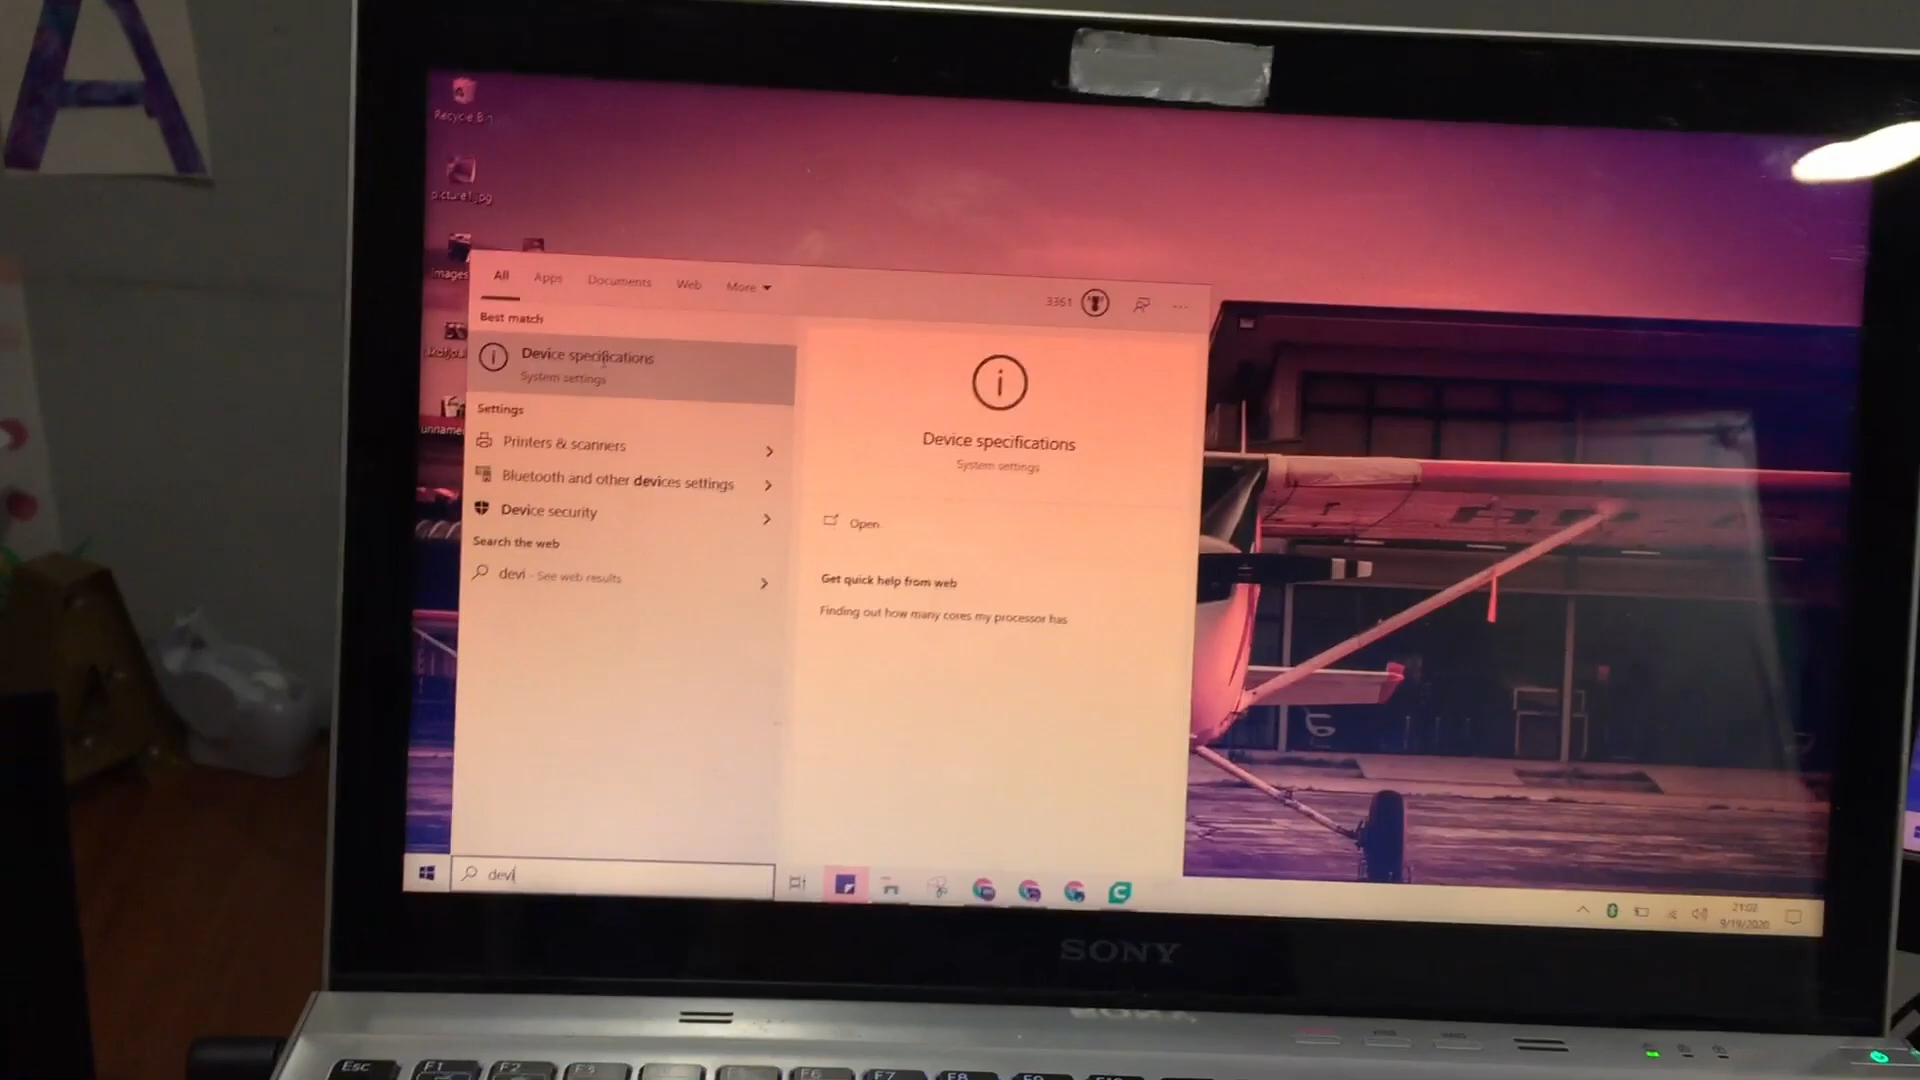 A
Recycle Bin
picture1.jpg
Images
unname
All Apps Documents Web More
3361
Best match
Device specifications
System settings
Settings
Printers & scanners
Bluetooth and other devices settings
Device security
Search the web
devi - See web results
Device specifications
System settings
Open
Get quick help from web
Finding out how many cores my processor has
devi
21:02
9/19/2020
SONY
Esc F1 F2 F3 F6 F7 F8 F9 F10